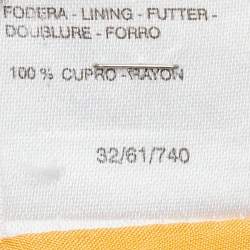 FODERA - LINING - FUTTER -
DOUBLURE - FORRO
100 % CUPRO - RAYON
32/61/740